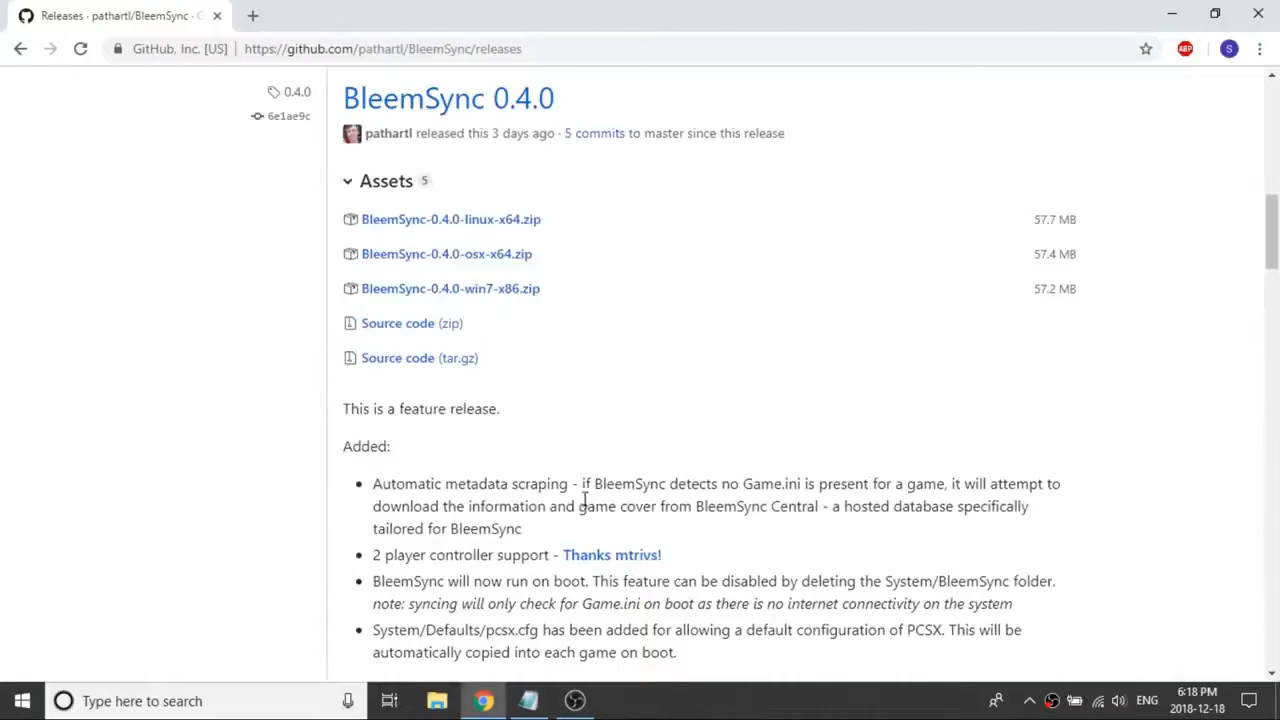 Releases · pathartl/BleemSync ·
GitHub, Inc. [US] | https://github.com/pathartl/BleemSync/releases
ABP
S
0.4.0
6e1ae9c
BleemSync 0.4.0
pathartl released this 3 days ago · 5 commits to master since this release
Assets 5
BleemSync-0.4.0-linux-x64.zip 57.7 MB
BleemSync-0.4.0-osx-x64.zip 57.4 MB
BleemSync-0.4.0-win7-x86.zip 57.2 MB
Source code (zip)
Source code (tar.gz)
This is a feature release.
Added:
• Automatic metadata scraping - if BleemSync detects no Game.ini is present for a game, it will attempt to
download the information and game cover from BleemSync Central - a hosted database specifically
tailored for BleemSync
• 2 player controller support - Thanks mtrivs!
• BleemSync will now run on boot. This feature can be disabled by deleting the System/BleemSync folder.
note: syncing will only check for Game.ini on boot as there is no internet connectivity on the system
• System/Defaults/pcsx.cfg has been added for allowing a default configuration of PCSX. This will be
automatically copied into each game on boot.
Type here to search
ENG
6:18 PM
2018-12-18